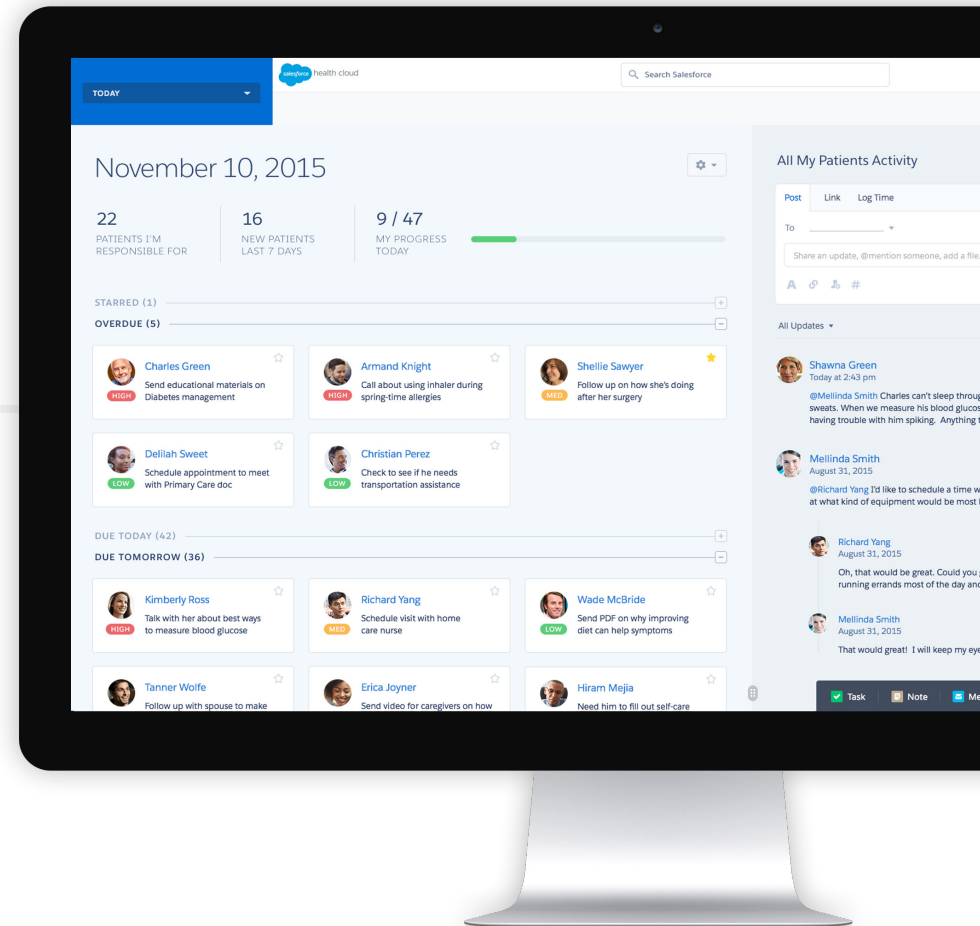 salesforce health cloud
Search Salesforce
TODAY
November 10, 2015
22
PATIENTS I'M
RESPONSIBLE FOR
16
NEW PATIENTS
LAST 7 DAYS
9 / 47
MY PROGRESS
TODAY
STARRED (1)
OVERDUE (5)
Charles Green
Send educational materials on
Diabetes management
HIGH
Armand Knight
Call about using inhaler during
spring-time allergies
HIGH
Shellie Sawyer
Follow up on how she's doing
after her surgery
MED
Delilah Sweet
Schedule appointment to meet
with Primary Care doc
LOW
Christian Perez
Check to see if he needs
transportation assistance
LOW
DUE TODAY (42)
DUE TOMORROW (36)
Kimberly Ross
Talk with her about best ways
to measure blood glucose
HIGH
Richard Yang
Schedule visit with home
care nurse
MED
Wade McBride
Send PDF on why improving
diet can help symptoms
LOW
Tanner Wolfe
Follow up with spouse to make
Erica Joyner
Send video for caregivers on how
Hiram Mejia
Need him to fill out self-care
All My Patients Activity
Post Link Log Time
To
Share an update, @mention someone, add a file.
A #
All Updates
Shawna Green
Today at 2:43 pm
@Mellinda Smith Charles can't sleep
sweats. When we measure his blood
having trouble with him spiking. Anything
Mellinda Smith
August 31, 2015
@Richard Yang I'd like to schedule a time
at what kind of equipment would be most
Richard Yang
August 31, 2015
Oh, that would be great. Could you
running errands most of the day
Mellinda Smith
August 31, 2015
That would great! I will keep my
Task Note